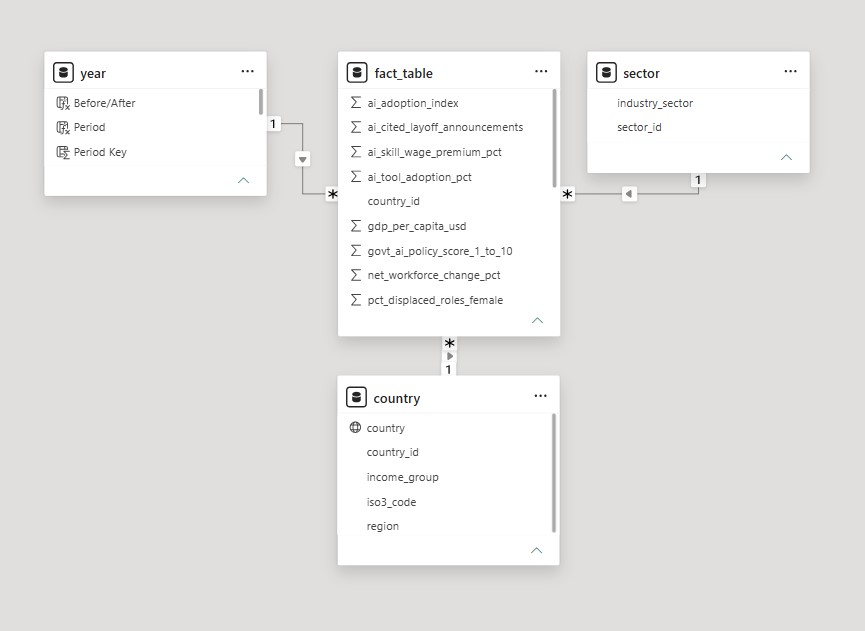 year
Before/After
Period
Period Key
1
*
fact_table
ai_adoption_index
ai_cited_layoff_announcements
ai_skill_wage_premium_pct
ai_tool_adoption_pct
country_id
gdp_per_capita_usd
govt_ai_policy_score_1_to_10
net_workforce_change_pct
pct_displaced_roles_female
sector
industry_sector
sector_id
1
*
*
1
country
country
country_id
income_group
iso3_code
region